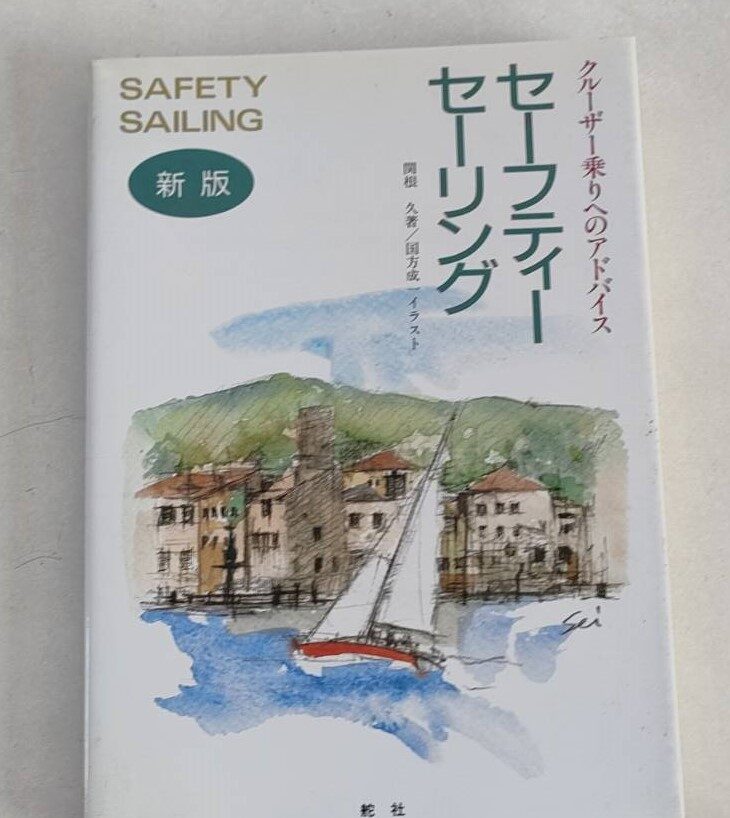 SAFETY
SAILING
新版
クルーザー乗りへのアドバイス
セーフティー
セーリング
関根 久著/国方成一イラスト
Sei
舵社